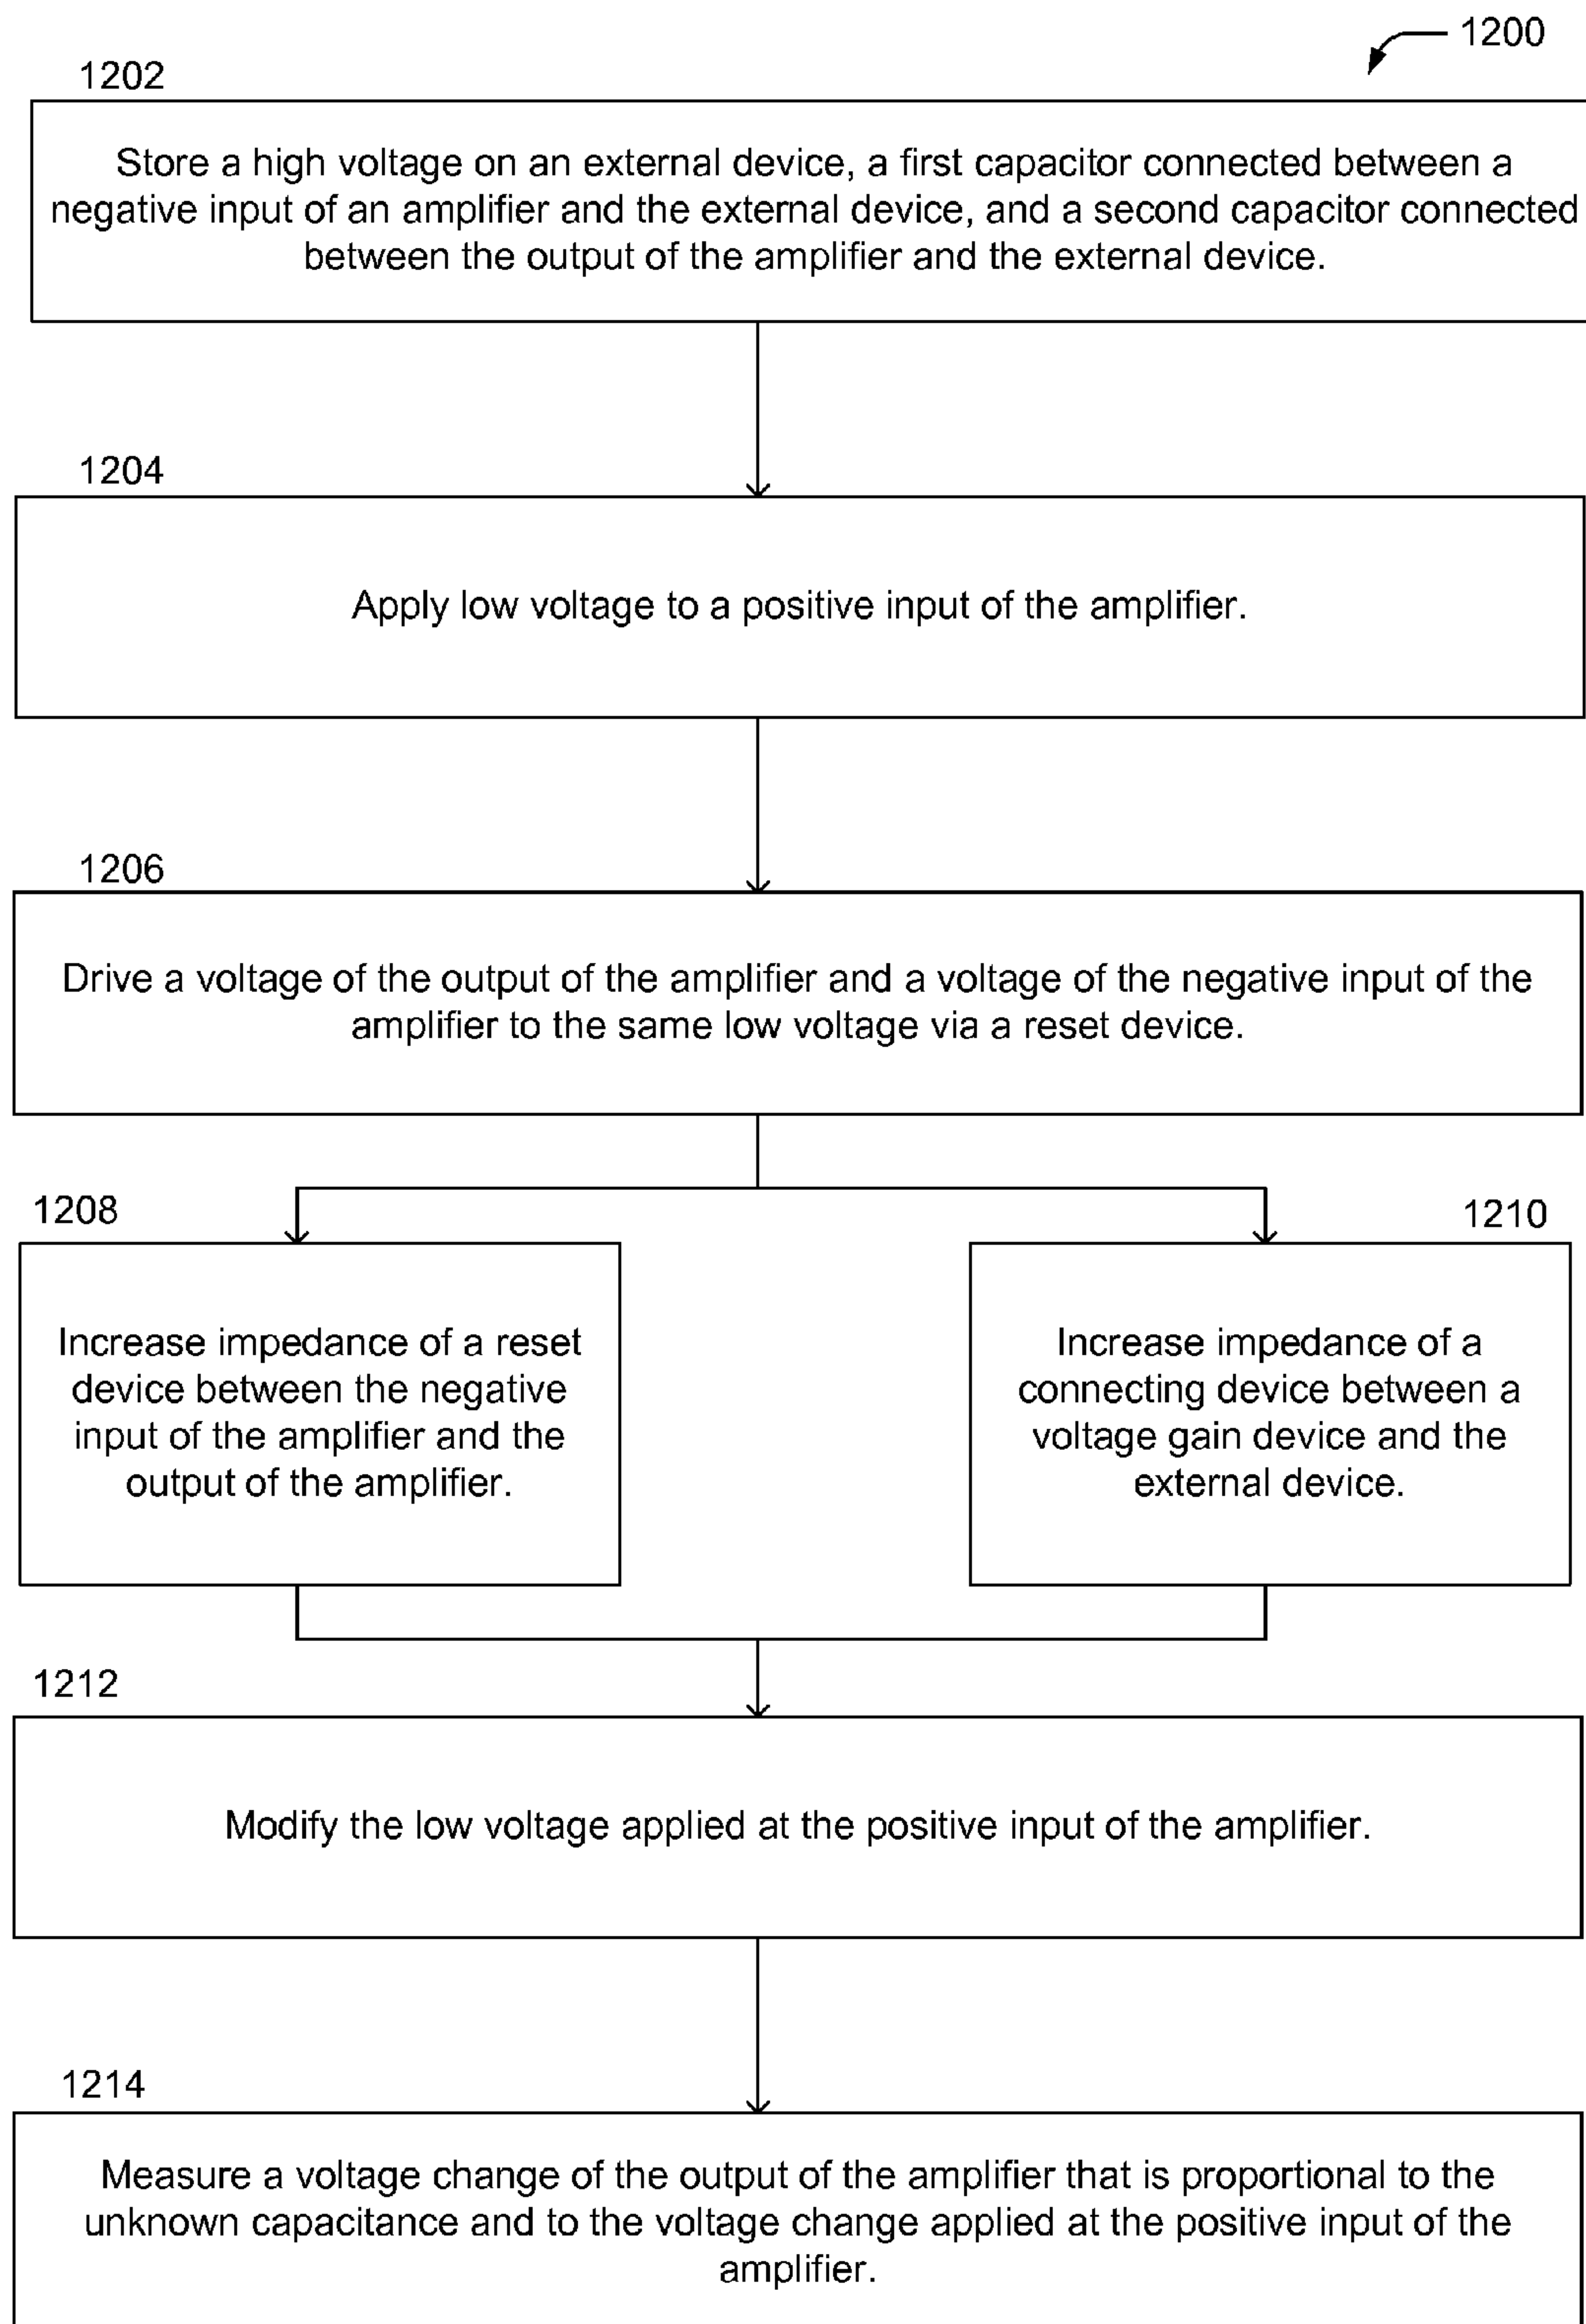 1200
1202
Store a high voltage on an external device, a first capacitor connected between a
negative input of an amplifier and the external device, and a second capacitor connected
between the output of the amplifier and the external device.
1204
Apply low voltage to a positive input of the amplifier.
1206
Drive a voltage of the output of the amplifier and a voltage of the negative input of the
amplifier to the same low voltage via a reset device.
1208
Increase impedance of a reset
device between the negative
input of the amplifier and the
output of the amplifier.
1210
Increase impedance of a
connecting device between a
voltage gain device and the
external device.
1212
Modify the low voltage applied at the positive input of the amplifier.
1214
Measure a voltage change of the output of the amplifier that is proportional to the
unknown capacitance and to the voltage change applied at the positive input of the
amplifier.